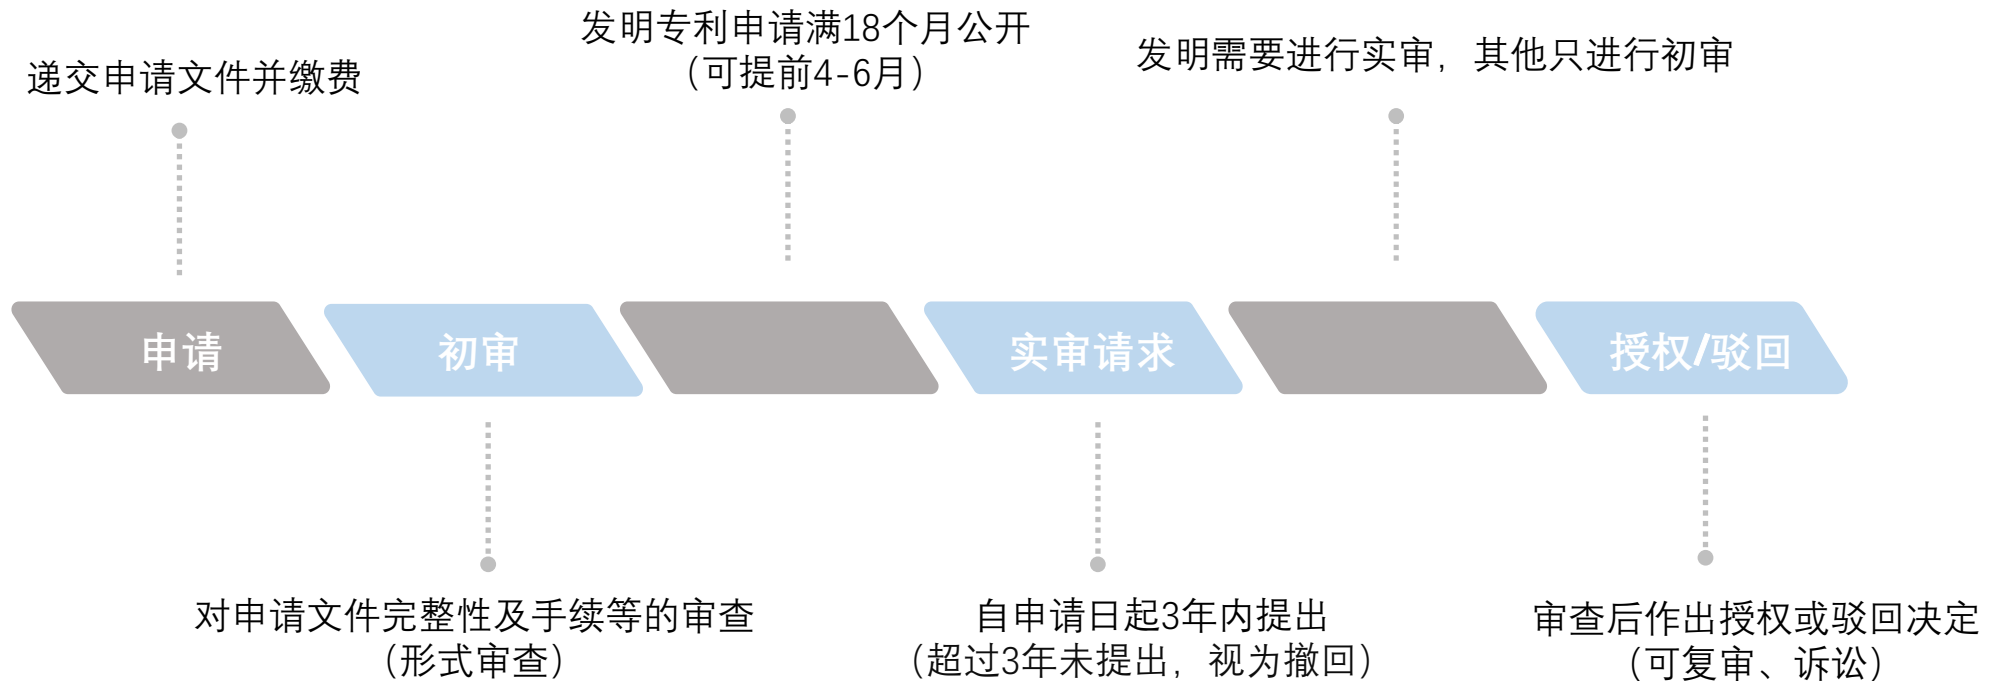 递交申请文件并缴费
发明专利申请满18个月公开
（可提前4-6月）
发明需要进行实审，其他只进行初审
申请
初审
实审请求
授权/驳回
对申请文件完整性及手续等的审查
（形式审查）
自申请日起3年内提出
（超过3年未提出，视为撤回）
审查后作出授权或驳回决定
（可复审、诉讼）